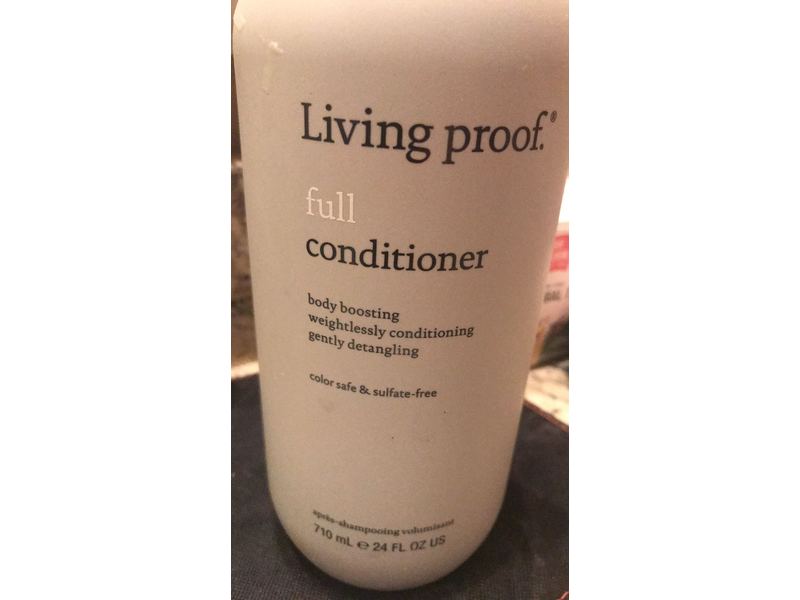 Living proof.®
full
conditioner
body boosting
weightlessly conditioning
gently detangling
color safe & sulfate-free
après-shampooing volumisant
710 mL e 24 FL OZ US